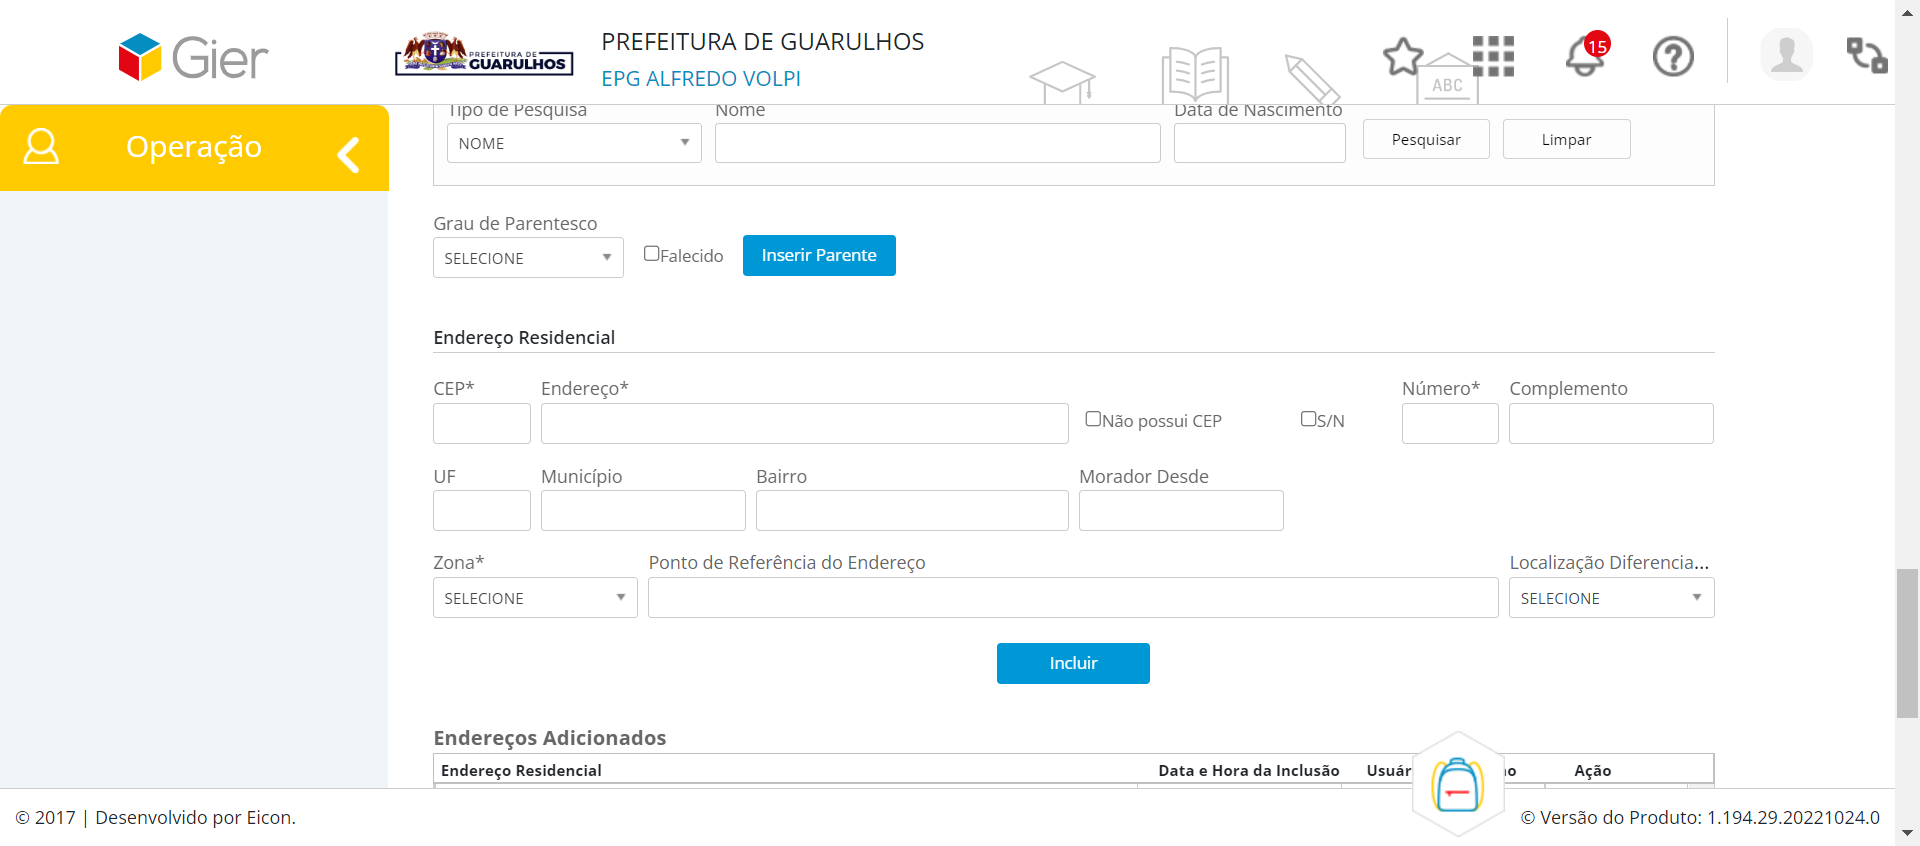 Gier
PREFEITURA DE
GUARULHOS
PREFEITURA DE GUARULHOS
EPG ALFREDO VOLPI
ABC
15
Operação
Tipo de Pesquisa
Nome
Data de Nascimento
NOME
Pesquisar
Limpar
Grau de Parentesco
SELECIONE
Falecido
Inserir Parente
Endereço Residencial
CEP*
Endereço*
Não possui CEP
S/N
Número*
Complemento
UF
Município
Bairro
Morador Desde
Zona*
Ponto de Referência do Endereço
Localização Diferencia...
SELECIONE
SELECIONE
Incluir
Endereços Adicionados
Endereço Residencial
Data e Hora da Inclusão
Ação
© 2017 | Desenvolvido por Eicon.
© Versão do Produto: 1.194.29.20221024.0